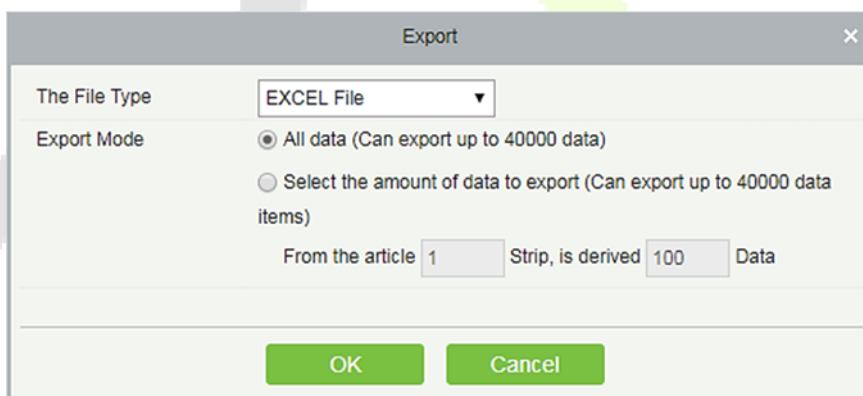 Export
The File Type EXCEL File
Export Mode All data (Can export up to 40000 data)
Select the amount of data to export (Can export up to 40000 data
items)
From the article 1 Strip, is derived 100 Data
OK Cancel